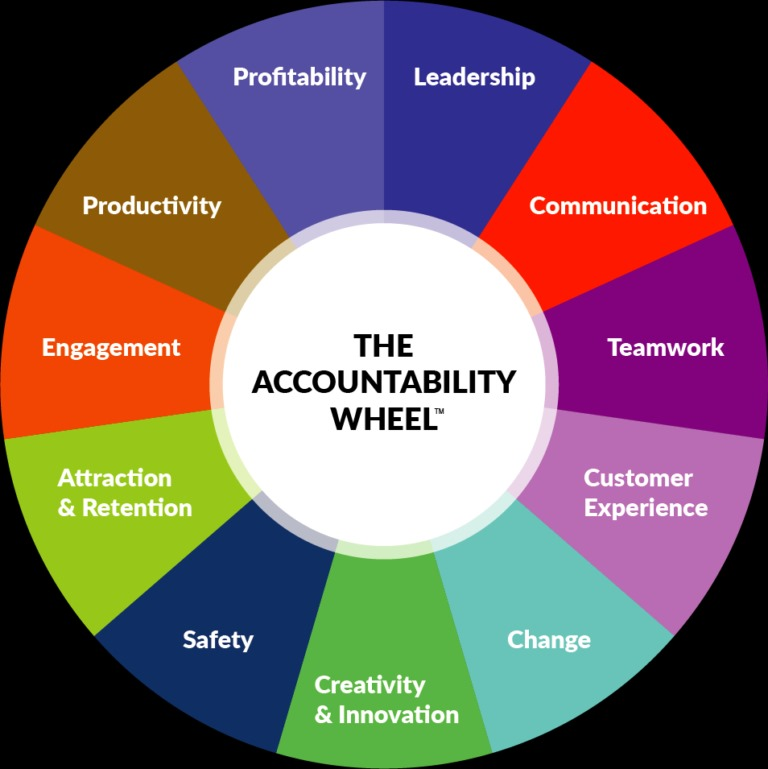 Profitability
Leadership
Productivity
Communication
Engagement
Teamwork
THE
ACCOUNTABILITY
WHEEL™
Attraction
& Retention
Customer
Experience
Safety
Change
Creativity
& Innovation